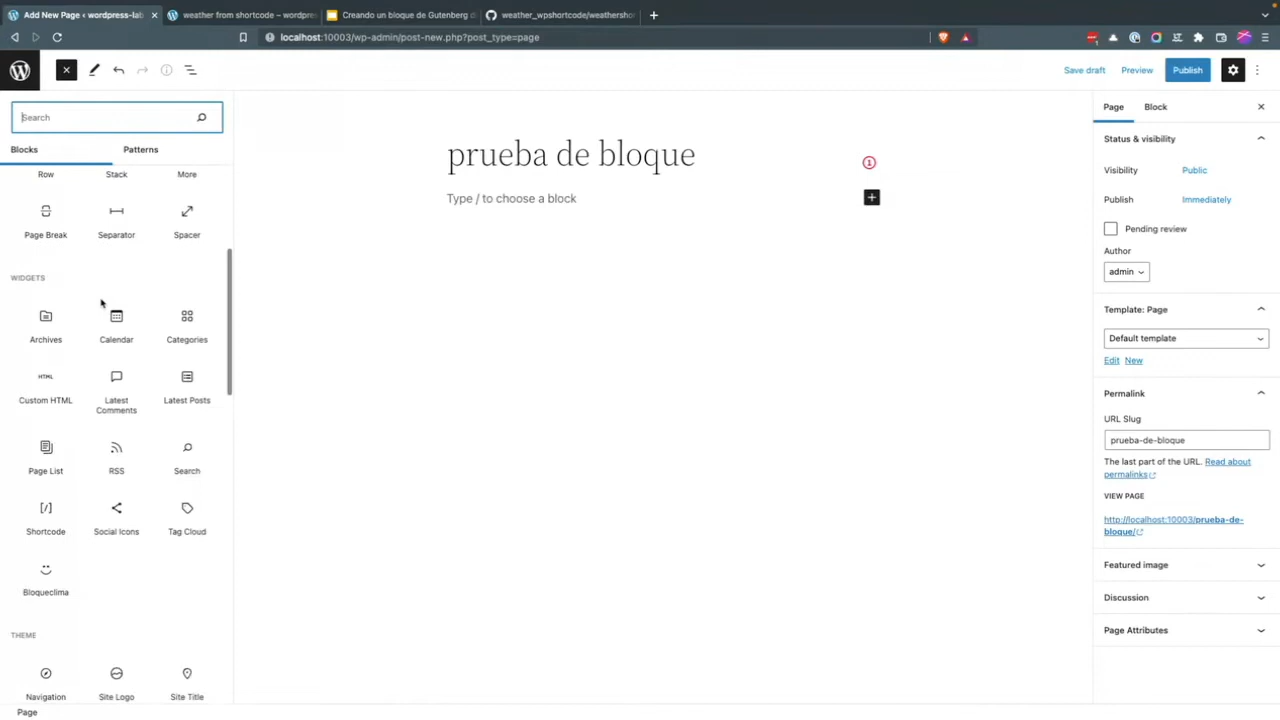 Add New Page ‹ wordpress-lab
weather from shortcode – wordpres
Creando un bloque de Gutenberg d
weather_wpshortcode/weathershor
localhost:10003/wp-admin/post-new.php?post_type=page
Save draft
Preview
Publish
Search
Blocks
Patterns
Row
Stack
More
Page Break
Separator
Spacer
WIDGETS
Archives
Calendar
Categories
HTML
Custom HTML
Latest
Comments
Latest Posts
Page List
RSS
Search
[/]
Shortcode
Social Icons
Tag Cloud
Bloqueclima
THEME
Navigation
Site Logo
Site Title
Page
prueba de bloque
1
Type / to choose a block
Page
Block
Status & visibility
Visibility
Public
Publish
Immediately
Pending review
Author
admin
Template: Page
Default template
Edit
New
Permalink
URL Slug
prueba-de-bloque
The last part of the URL. Read about
permalinks
VIEW PAGE
http://localhost:10003/prueba-de-
bloque/
Featured image
Discussion
Page Attributes